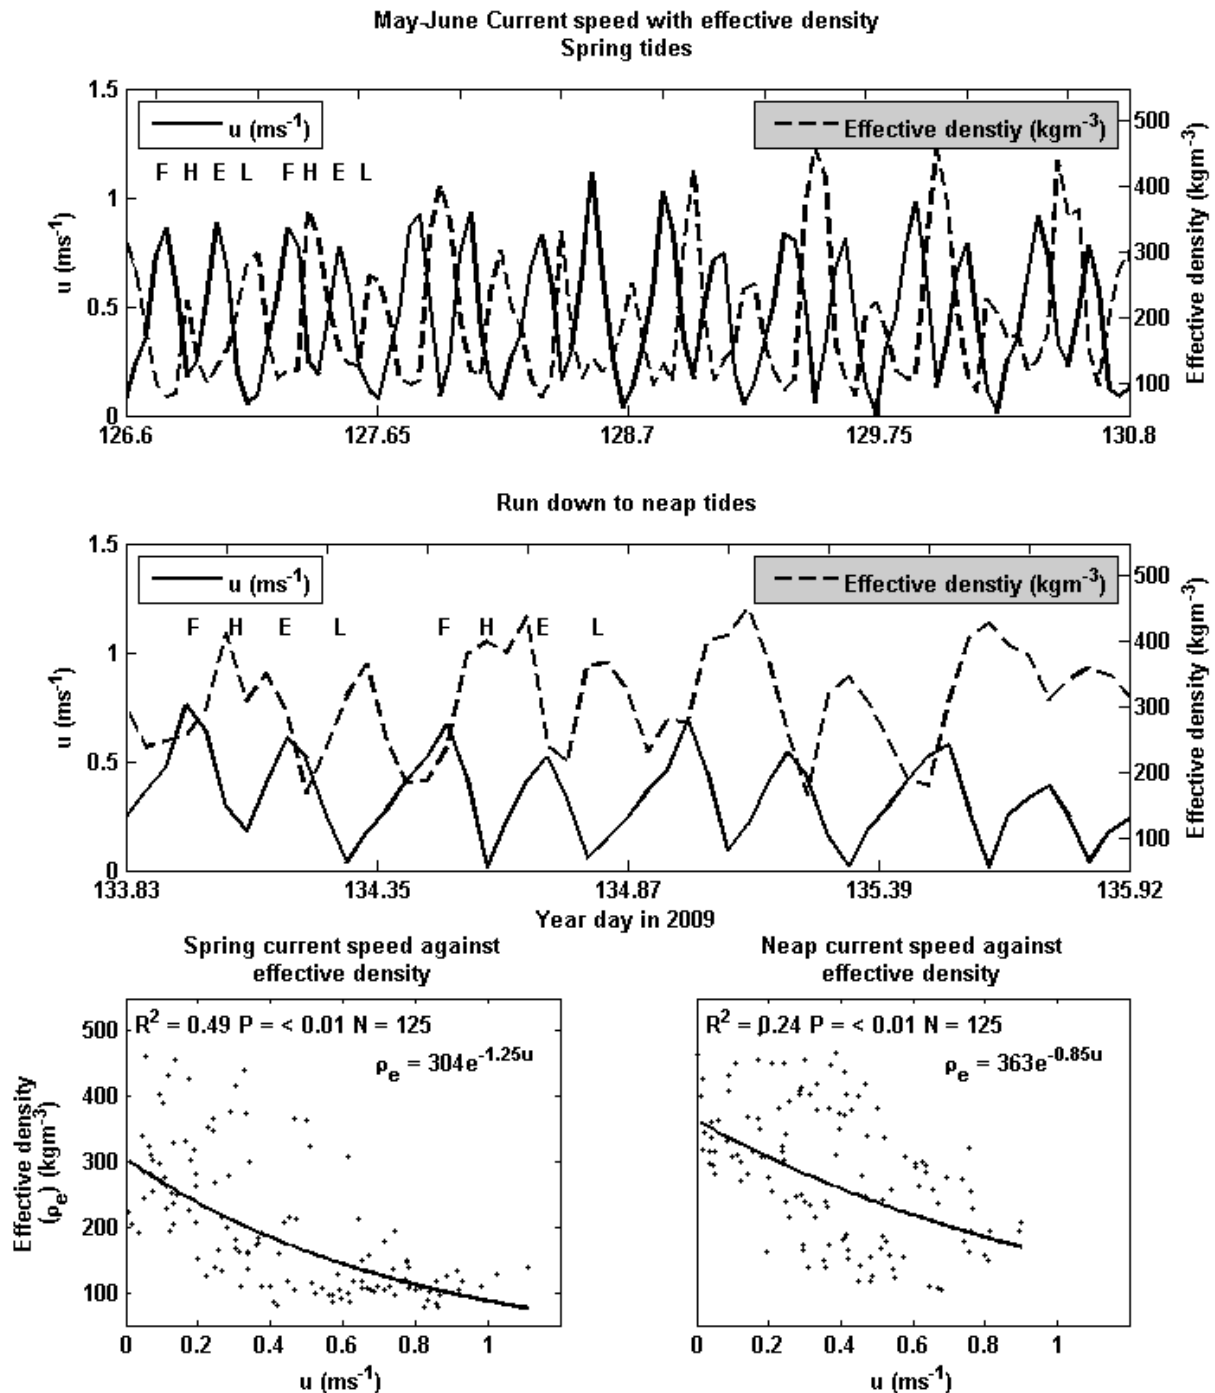 May-June Current speed with effective density
Spring tides
1.5
1
0.5
0
u (ms⁻¹)
u (ms⁻¹)
Effective denstiy (kgm⁻³)
F H E L F H E L
500
400
300
200
100
Effective density (kgm⁻³)
126.6 127.65 128.7 129.75 130.8
Run down to neap tides
1.5
1
0.5
0
u (ms⁻¹)
u (ms⁻¹)
Effective denstiy (kgm⁻³)
F H E L F H E L
500
400
300
200
100
Effective density (kgm⁻³)
133.83 134.35 134.87 135.39 135.92
Year day in 2009
Spring current speed against
effective density
R² = 0.49 P = < 0.01 N = 125
ρₑ = 304e⁻¹·²⁵ᵘ
500
400
300
200
100
Effective density
(ρₑ) (kgm⁻³)
0 0.2 0.4 0.6 0.8 1
u (ms⁻¹)
Neap current speed against
effective density
R² = 0.24 P = < 0.01 N = 125
ρₑ = 363e⁻⁰·⁸⁵ᵘ
0 0.2 0.4 0.6 0.8 1
u (ms⁻¹)